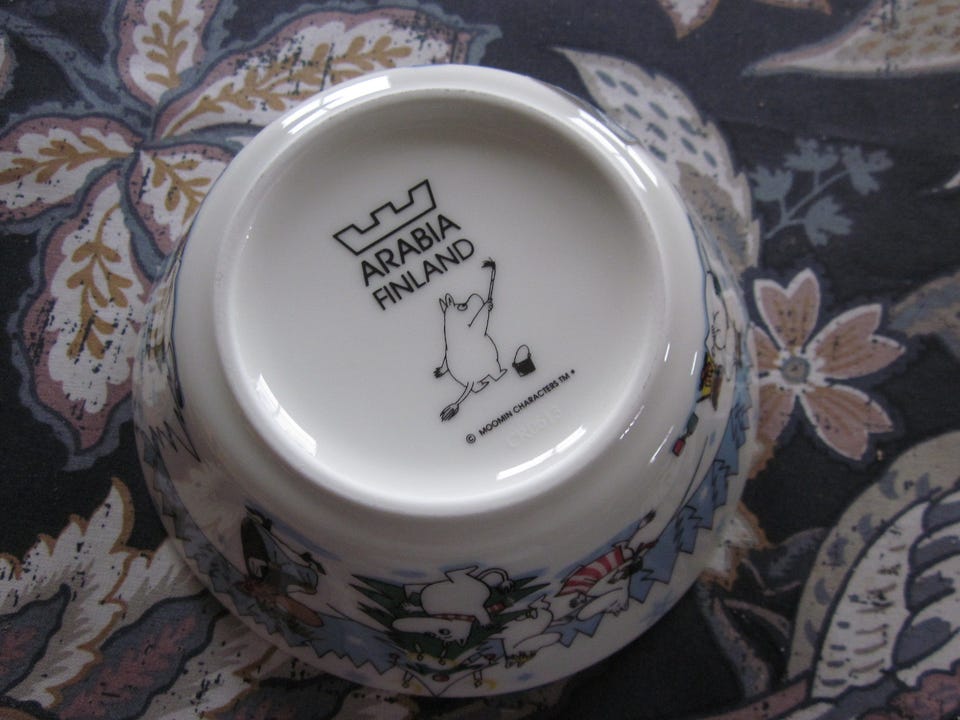 ARABIA
FINLAND
© MOOMIN CHARACTERS TM